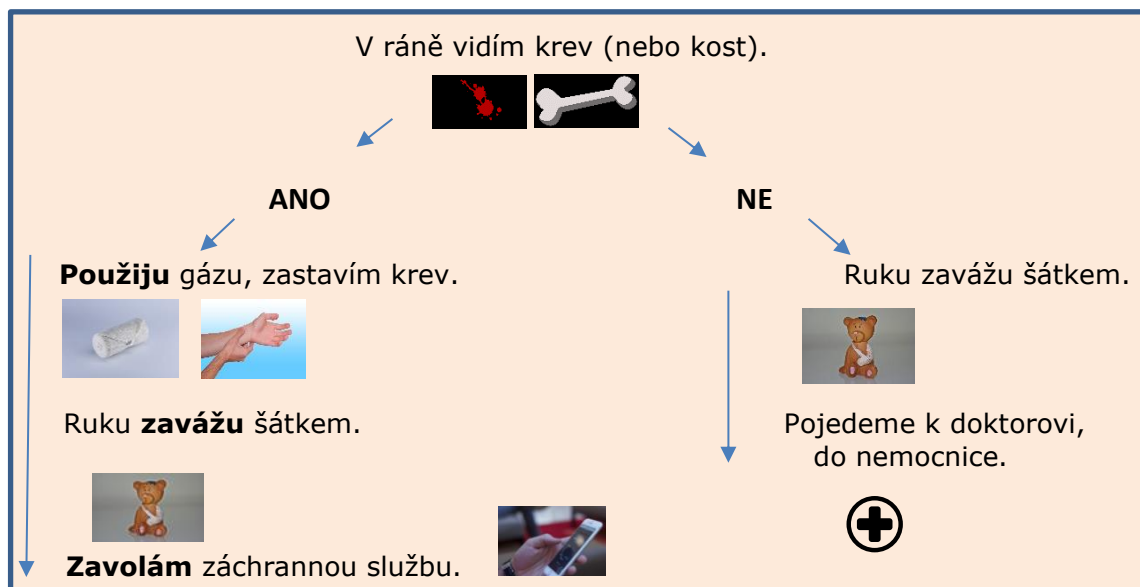 V ráně vidím krev (nebo kost).
ANO
NE
Použiju gázu, zastavím krev.
Ruku zavážu šátkem.
Ruku zavážu šátkem.
Pojedeme k doktorovi,
do nemocnice.
Zavolám záchrannou službu.